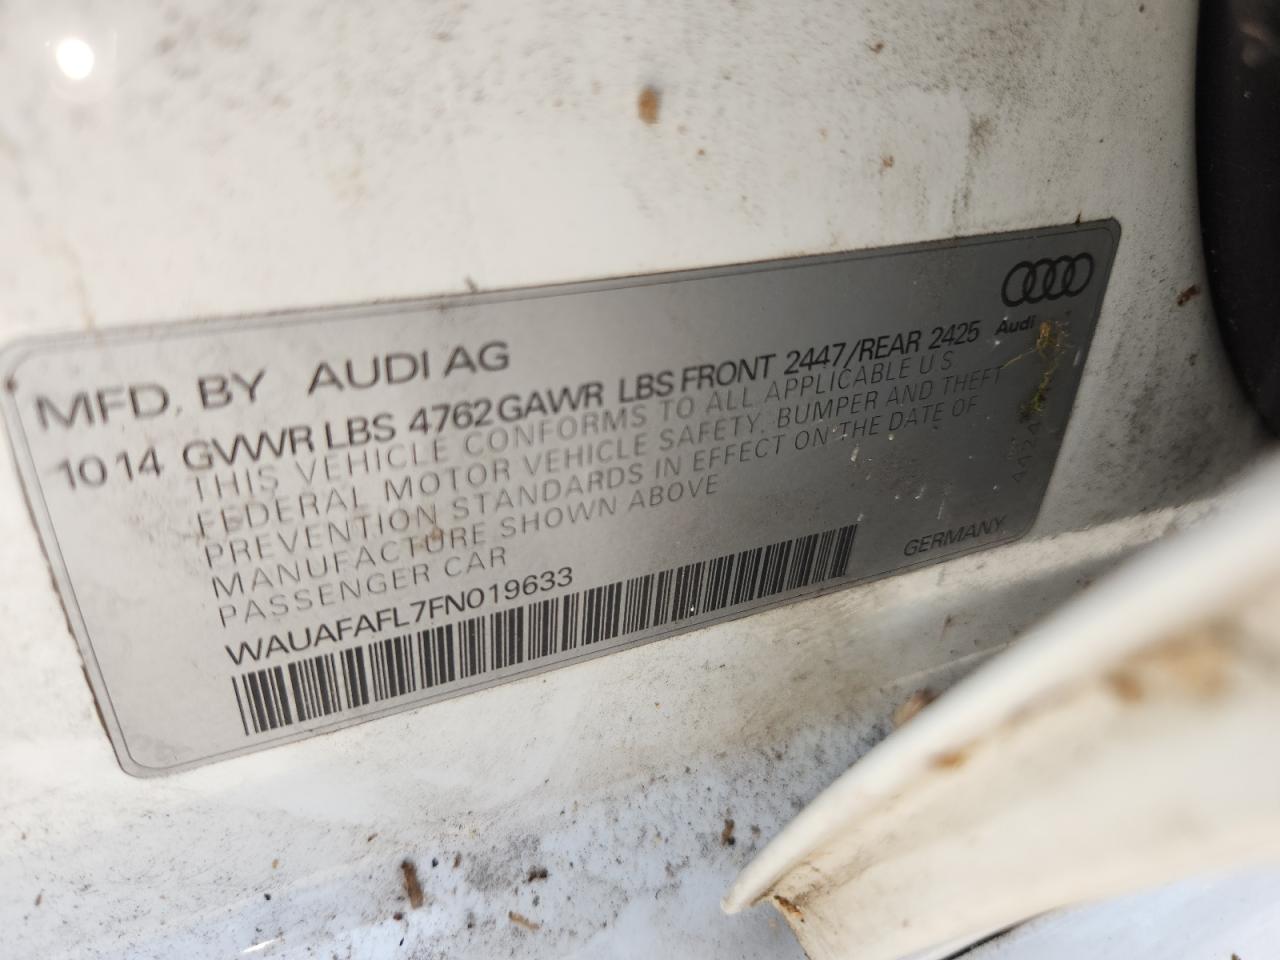 Audi
MFD. BY AUDI AG
10 14 GVWR LBS 4762 GAWR LBS FRONT 2447/REAR 2425
THIS VEHICLE CONFORMS TO ALL APPLICABLE U S
FEDERAL MOTOR VEHICLE SAFETY, BUMPER AND THEFT
PREVENTION STANDARDS IN EFFECT ON THE DATE OF
MANUFACTURE SHOWN ABOVE
PASSENGER CAR
WAUAFAFL7FN019633
GERMANY